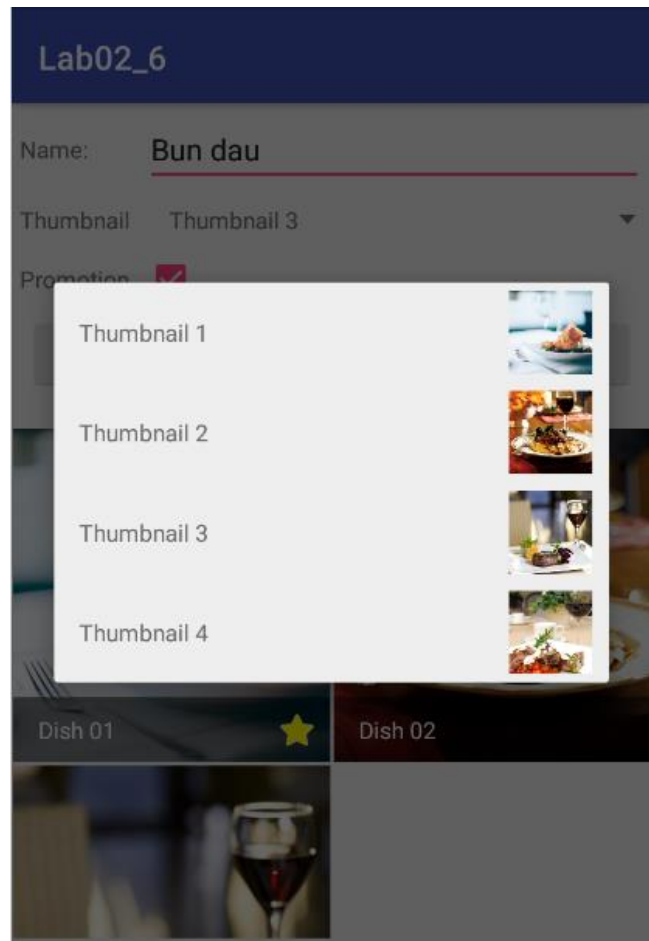 Lab02_6
Name: Bun dau
Thumbnail Thumbnail 3
Promotion
Thumbnail 1
Thumbnail 2
Thumbnail 3
Thumbnail 4
Dish 01 Dish 02